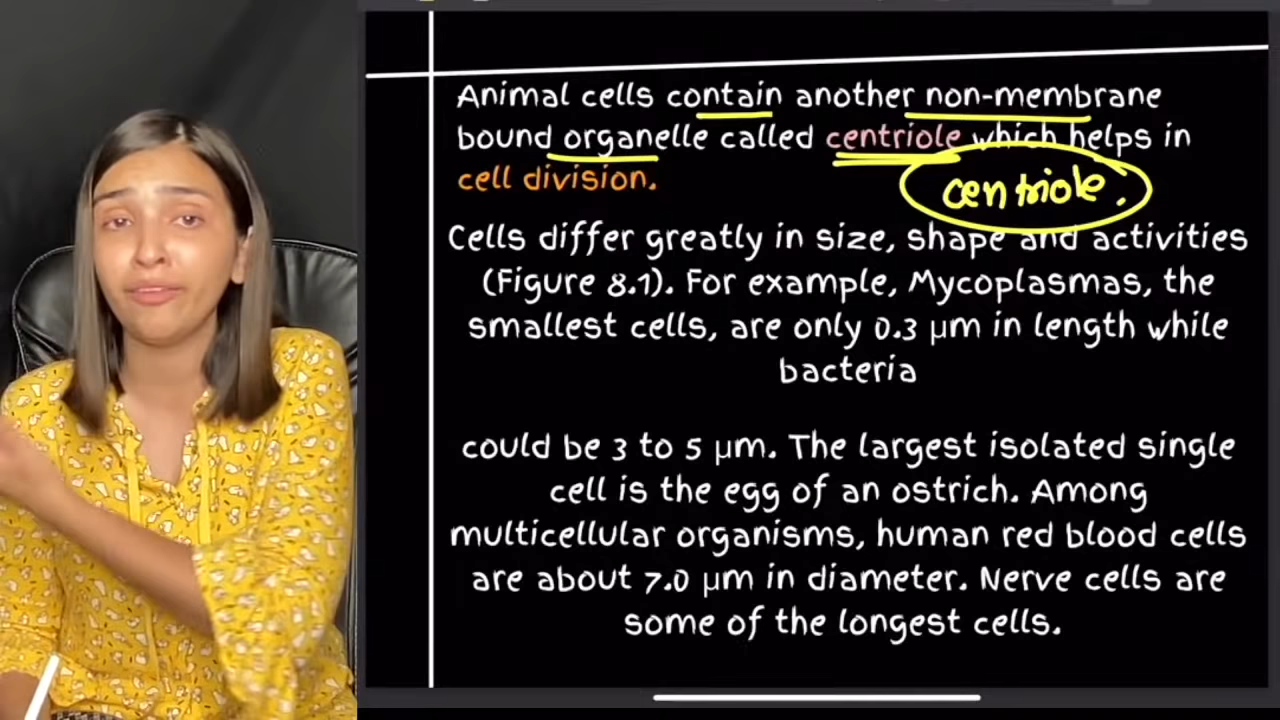 Animal cells contain another non-membrane
bound organelle called centriole which helps in
cell division.
centriole.
Cells differ greatly in size, shape and activities
(Figure 8.1). For example, Mycoplasmas, the
smallest cells, are only 0.3 μm in length while
bacteria
could be 3 to 5 μm. The largest isolated single
cell is the egg of an ostrich. Among
multicellular organisms, human red blood cells
are about 7.0 μm in diameter. Nerve cells are
some of the longest cells.